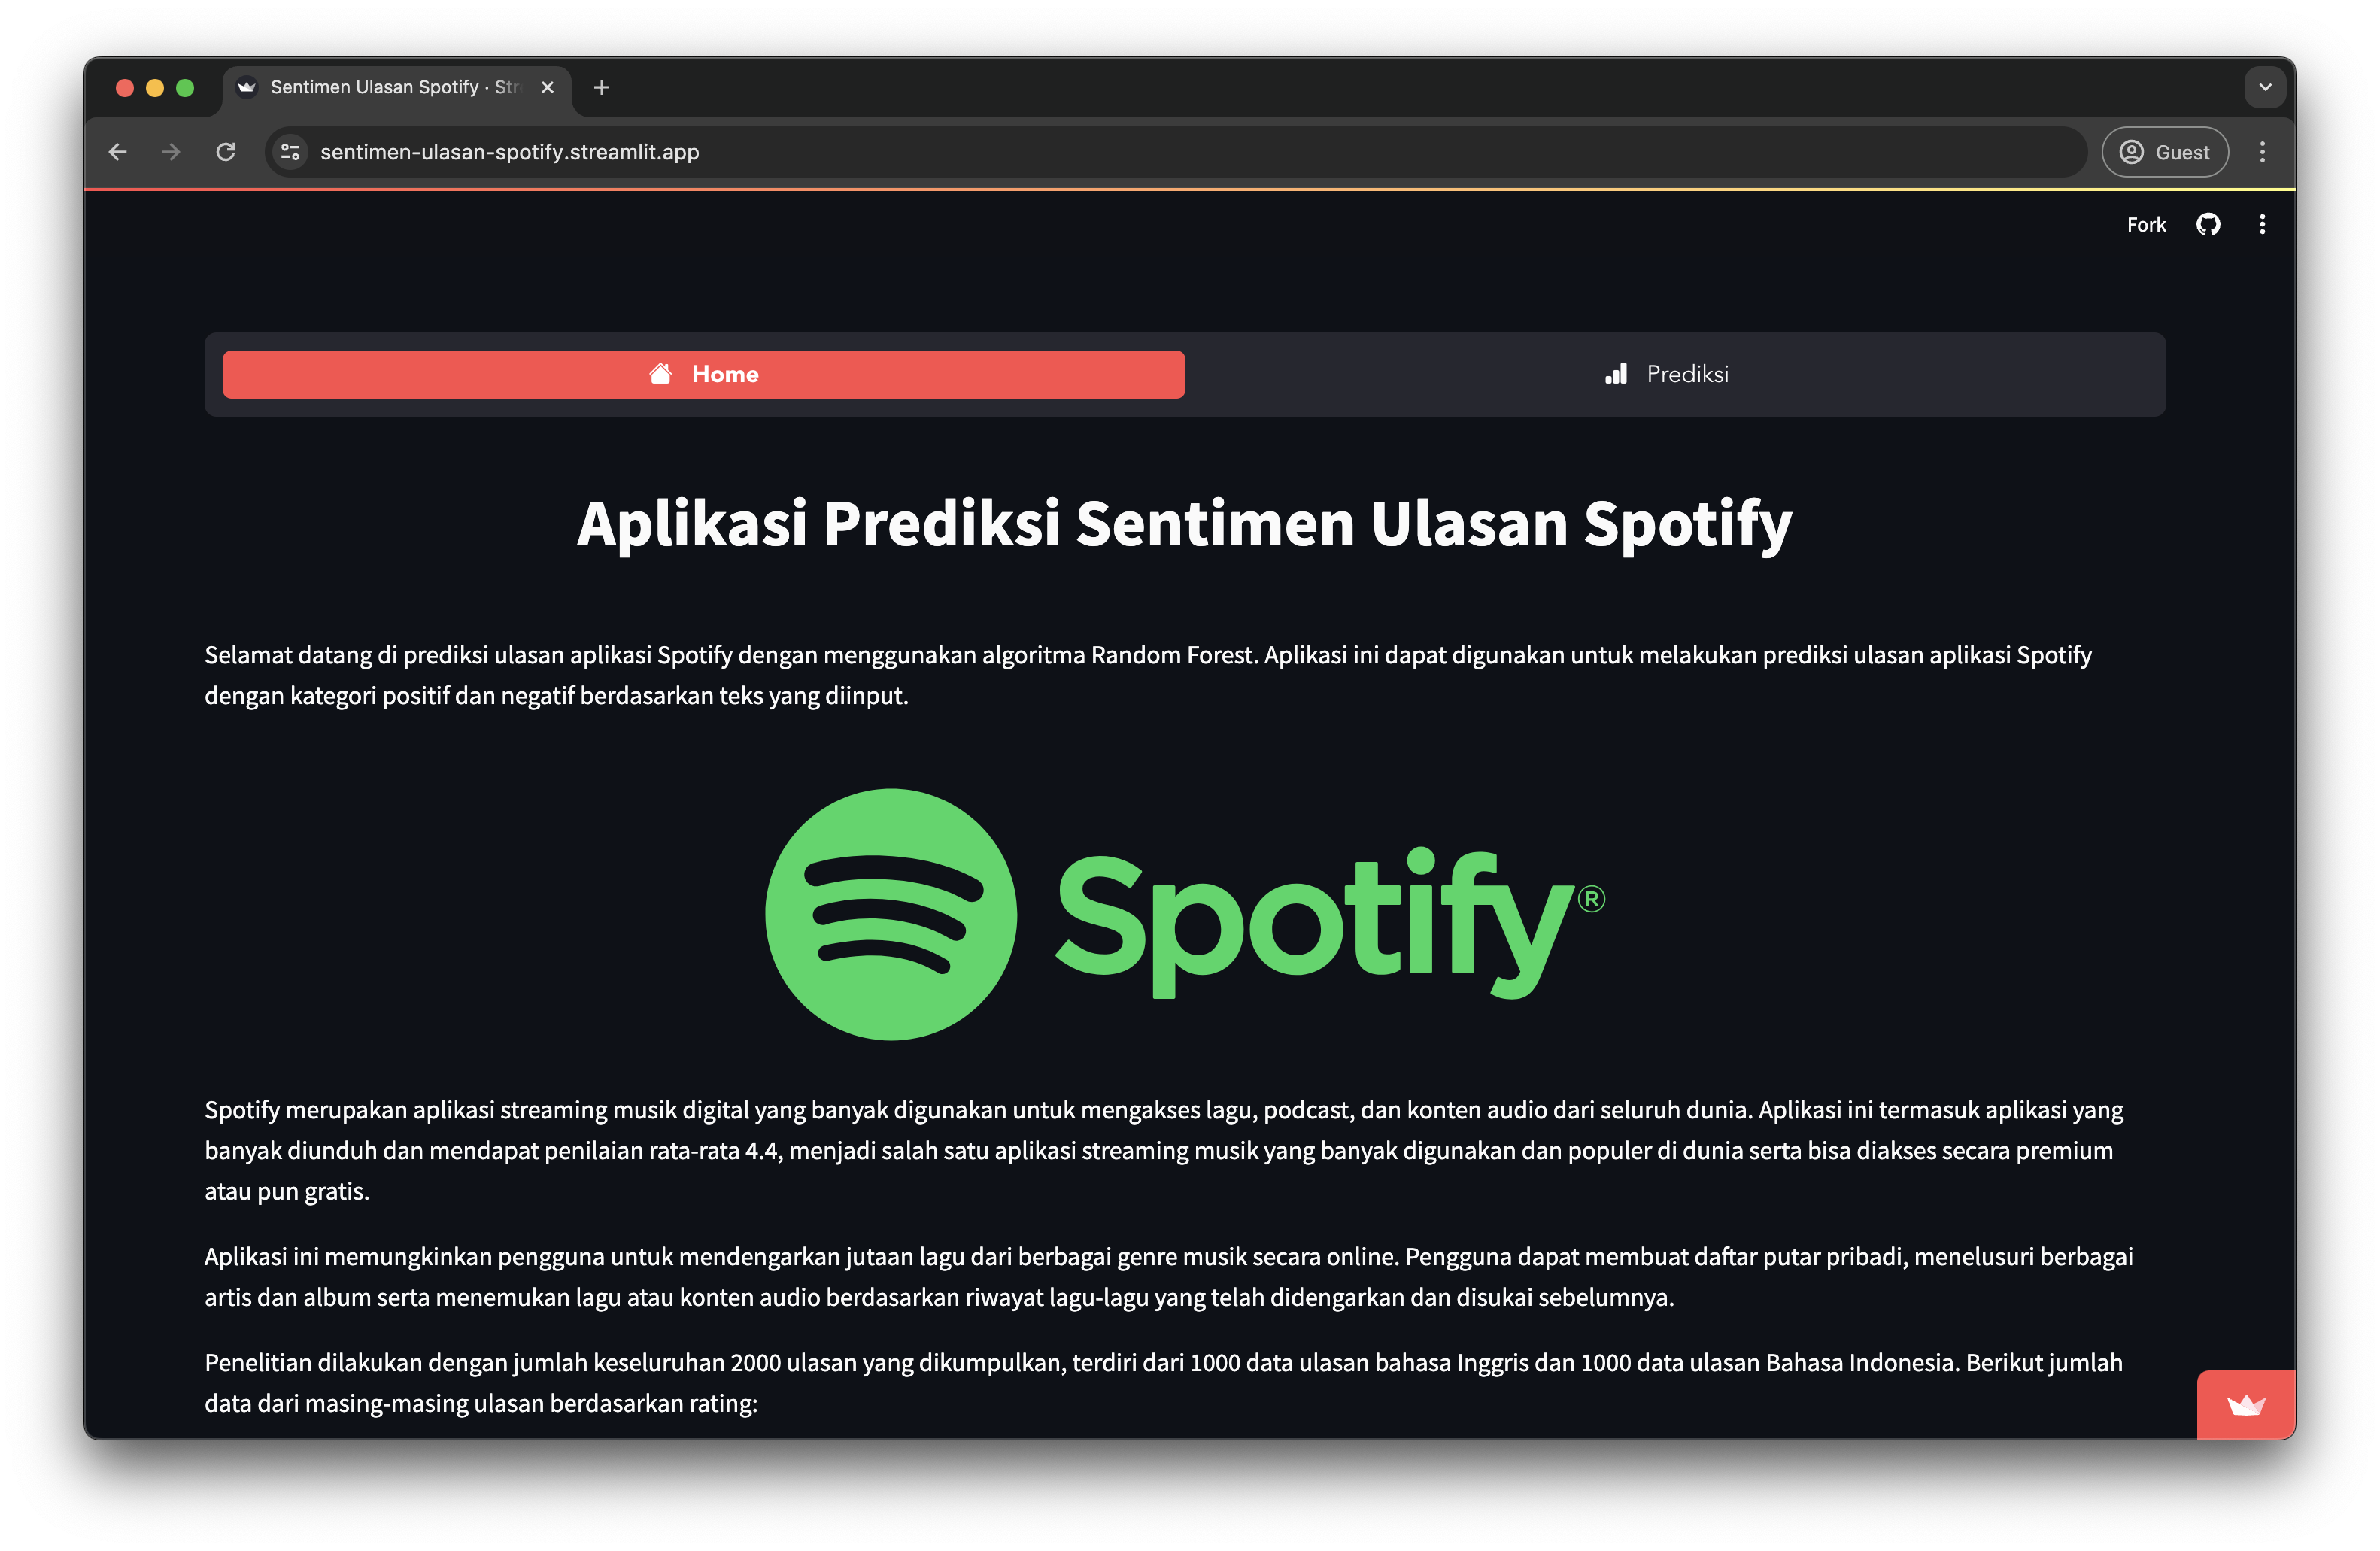 Sentimen Ulasan Spotify · Str
sentimen-ulasan-spotify.streamlit.app
Guest
Fork
Home
Prediksi
Aplikasi Prediksi Sentimen Ulasan Spotify
Selamat datang di prediksi ulasan aplikasi Spotify dengan menggunakan algoritma Random Forest. Aplikasi ini dapat digunakan untuk melakukan prediksi ulasan aplikasi Spotify
dengan kategori positif dan negatif berdasarkan teks yang diinput.
Spotify®
Spotify merupakan aplikasi streaming musik digital yang banyak digunakan untuk mengakses lagu, podcast, dan konten audio dari seluruh dunia. Aplikasi ini termasuk aplikasi yang
banyak diunduh dan mendapat penilaian rata-rata 4.4, menjadi salah satu aplikasi streaming musik yang banyak digunakan dan populer di dunia serta bisa diakses secara premium
atau pun gratis.
Aplikasi ini memungkinkan pengguna untuk mendengarkan jutaan lagu dari berbagai genre musik secara online. Pengguna dapat membuat daftar putar pribadi, menelusuri berbagai
artis dan album serta menemukan lagu atau konten audio berdasarkan riwayat lagu-lagu yang telah didengarkan dan disukai sebelumnya.
Penelitian dilakukan dengan jumlah keseluruhan 2000 ulasan yang dikumpulkan, terdiri dari 1000 data ulasan bahasa Inggris dan 1000 data ulasan Bahasa Indonesia. Berikut jumlah
data dari masing-masing ulasan berdasarkan rating: